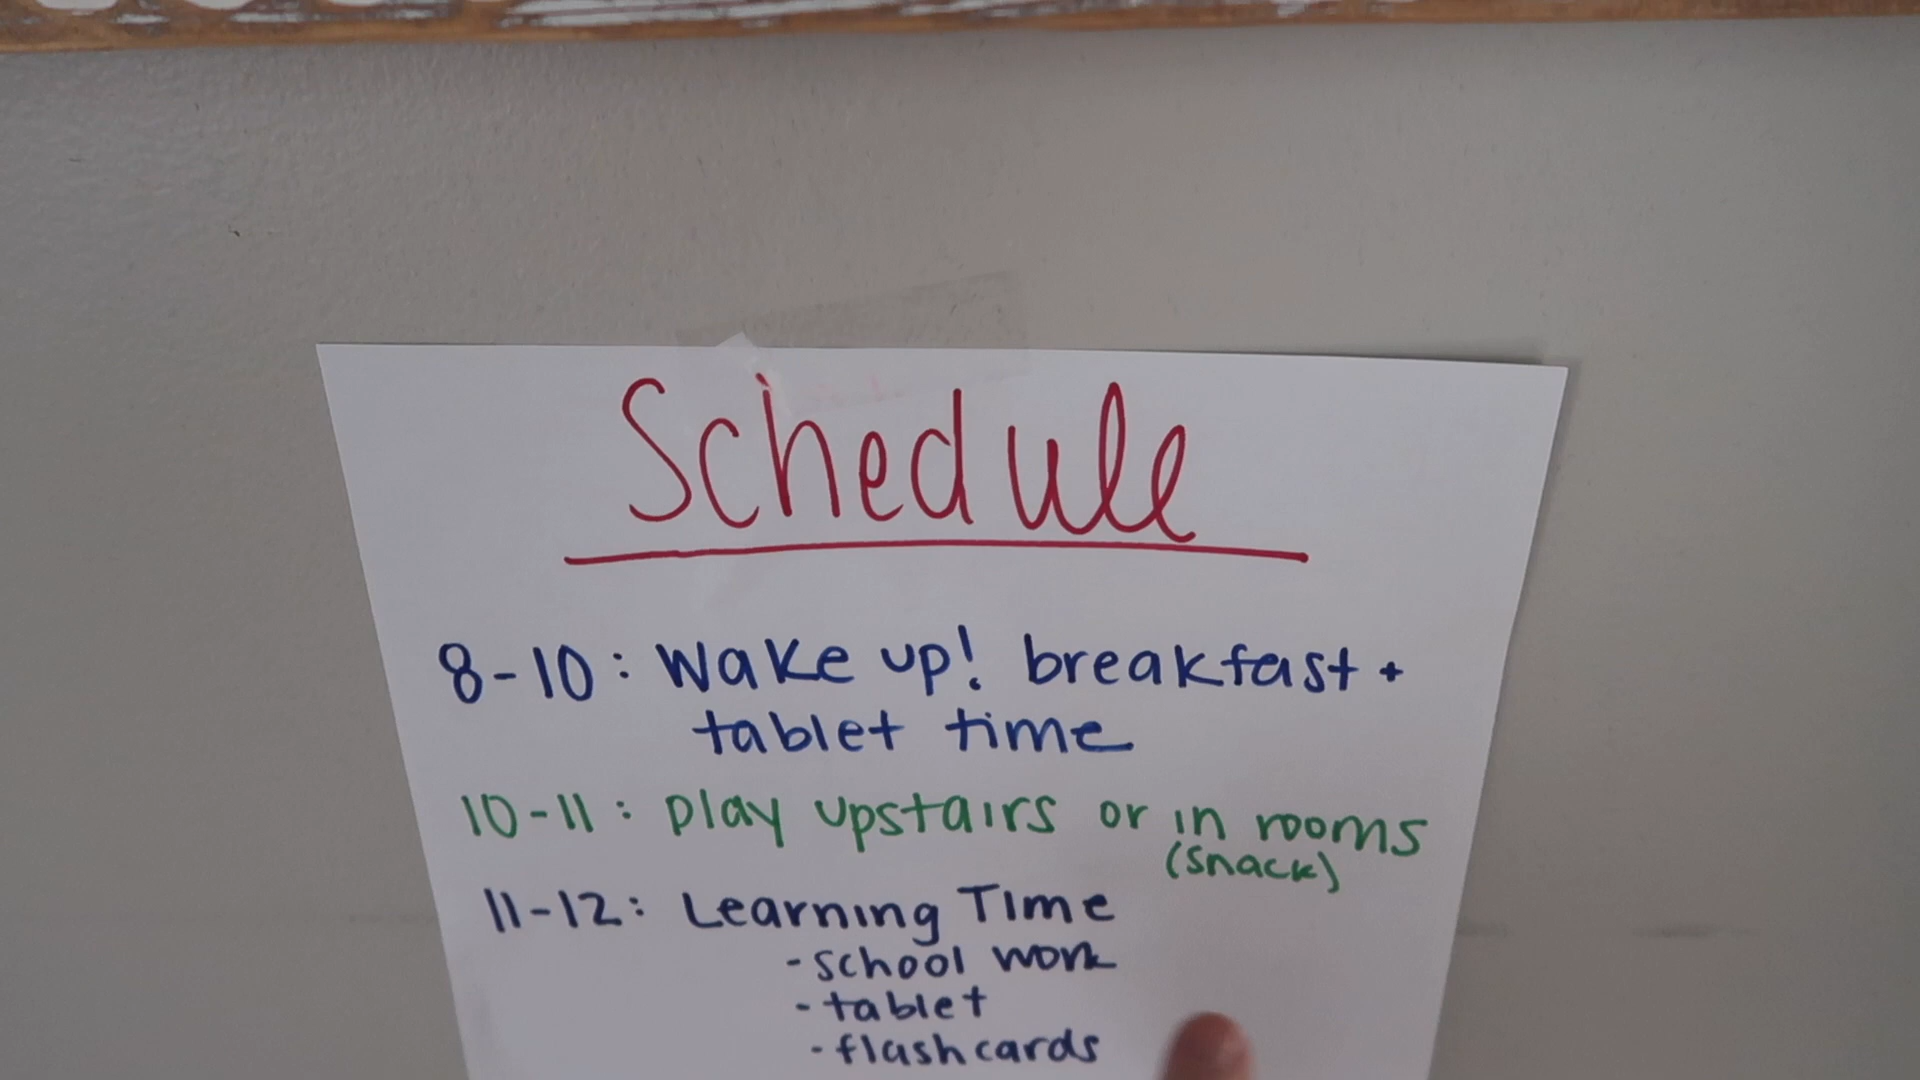 Schedule
8-10: wake up! breakfast +
tablet time
10-11: play upstairs or in rooms
(snack)
11-12: Learning Time
- school work
- tablet
- flashcards